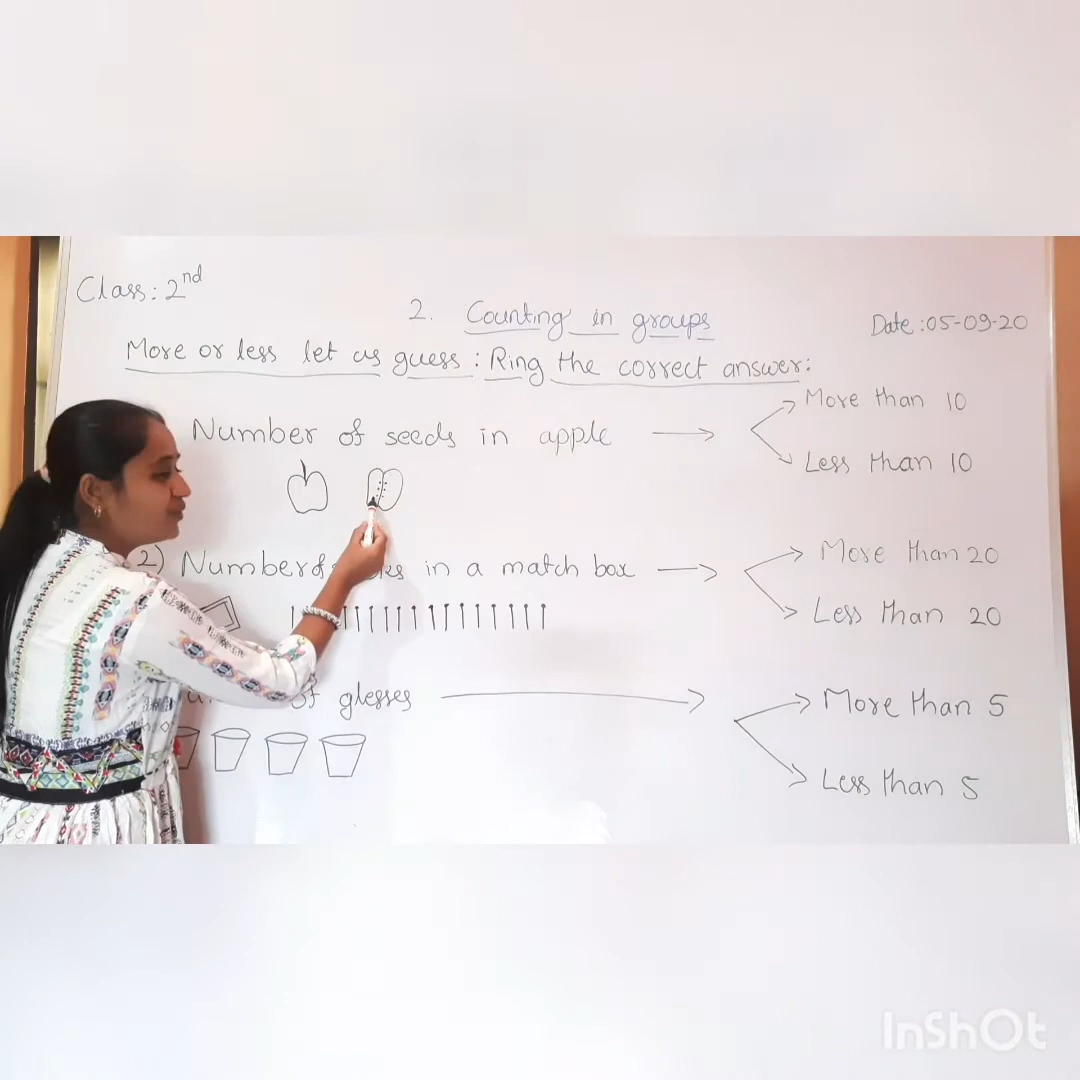 Class: 2nd
2. Counting in groups
Date: 05-09-20
More or less let us guess: Ring the correct answer:
Number of seeds in apple
More than 10
Less than 10
2) Number of in a match box
More than 20
Less than 20
of glesses
More than 5
Less than 5
InShOt